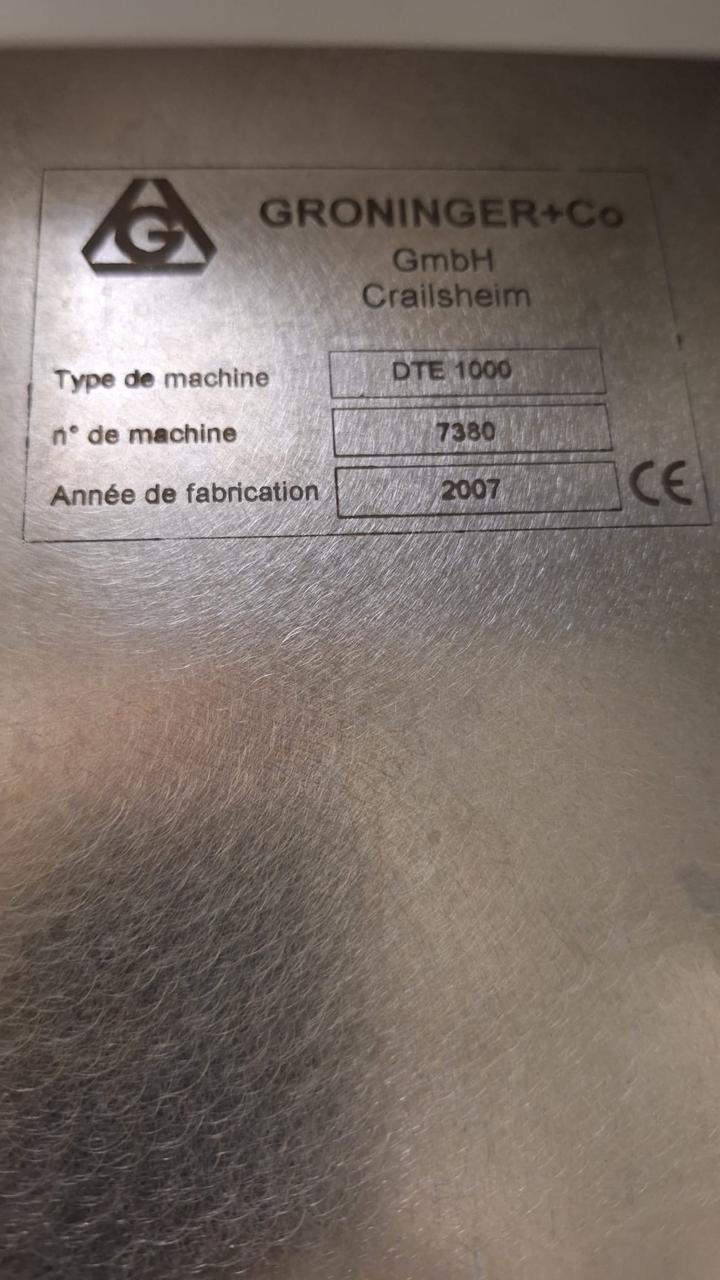 G
GRONINGER+Co
GmbH
Crailsheim
Type de machine DTE 1000
n° de machine 7380
Année de fabrication 2007 CE